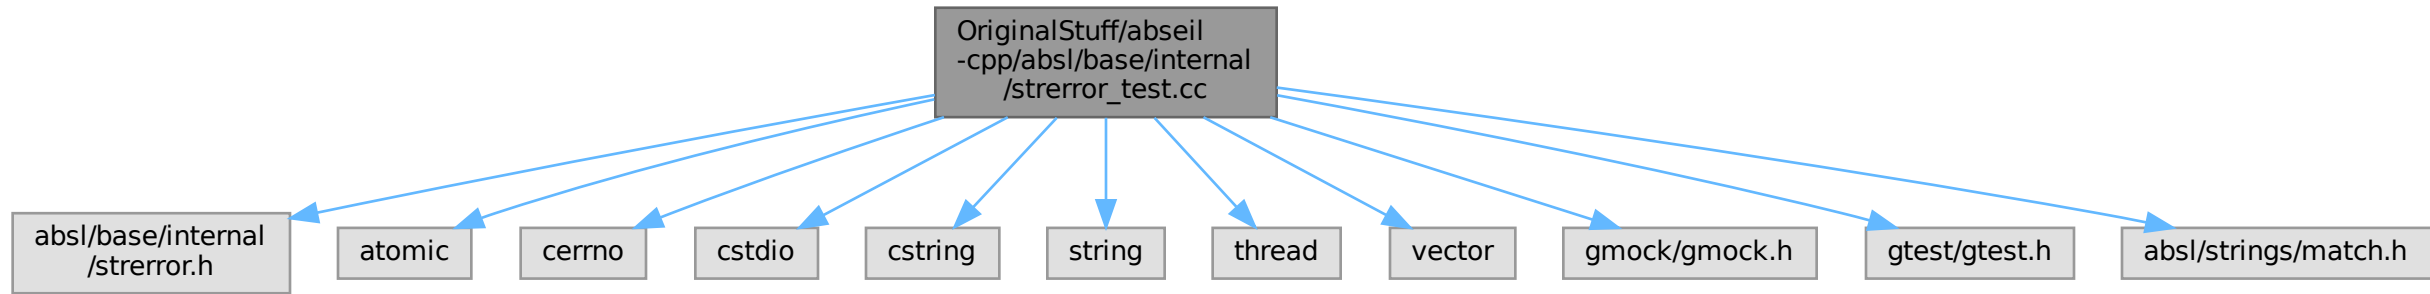 OriginalStuff/abseil
-cpp/absl/base/internal
/strerror_test.cc
absl/base/internal
/strerror.h
atomic
cerrno
cstdio
cstring
string
thread
vector
gmock/gmock.h
gtest/gtest.h
absl/strings/match.h